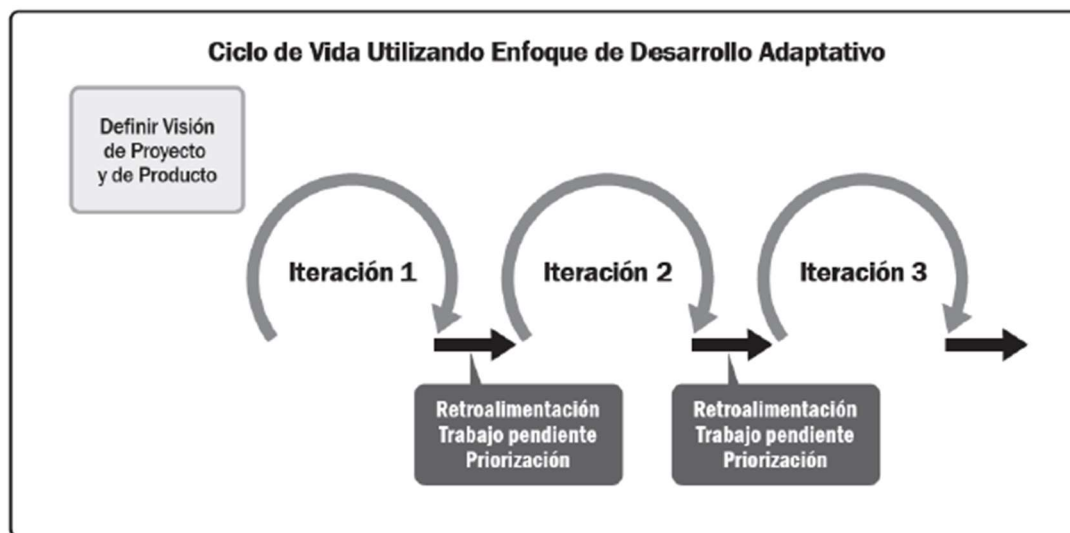 Ciclo de Vida Utilizando Enfoque de Desarrollo Adaptativo
Definir Visión
de Proyecto
y de Producto
Iteración 1
Iteración 2
Iteración 3
Retroalimentación
Trabajo pendiente
Priorización
Retroalimentación
Trabajo pendiente
Priorización